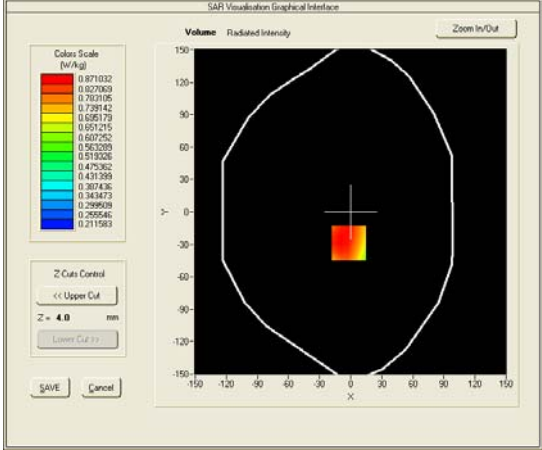 SAR Visualisation Graphical Interface
Volume Radiated Intensity
Zoom In/Out
Colors Scale
(W/kg)
0.871032
0.827069
0.783105
0.739142
0.695179
0.651215
0.607252
0.563289
0.519326
0.475362
0.431399
0.387436
0.343473
0.299509
0.255546
0.211583
Z Cuts Control
<< Upper Cut
Z = 4.0 mm
Lower Cut >>
SAVE Cancel
150
120
90
60
30
0
-30
-60
-90
-120
-150
Y
-150 -120 -90 -60 -30 0 30 60 90 120 150
X